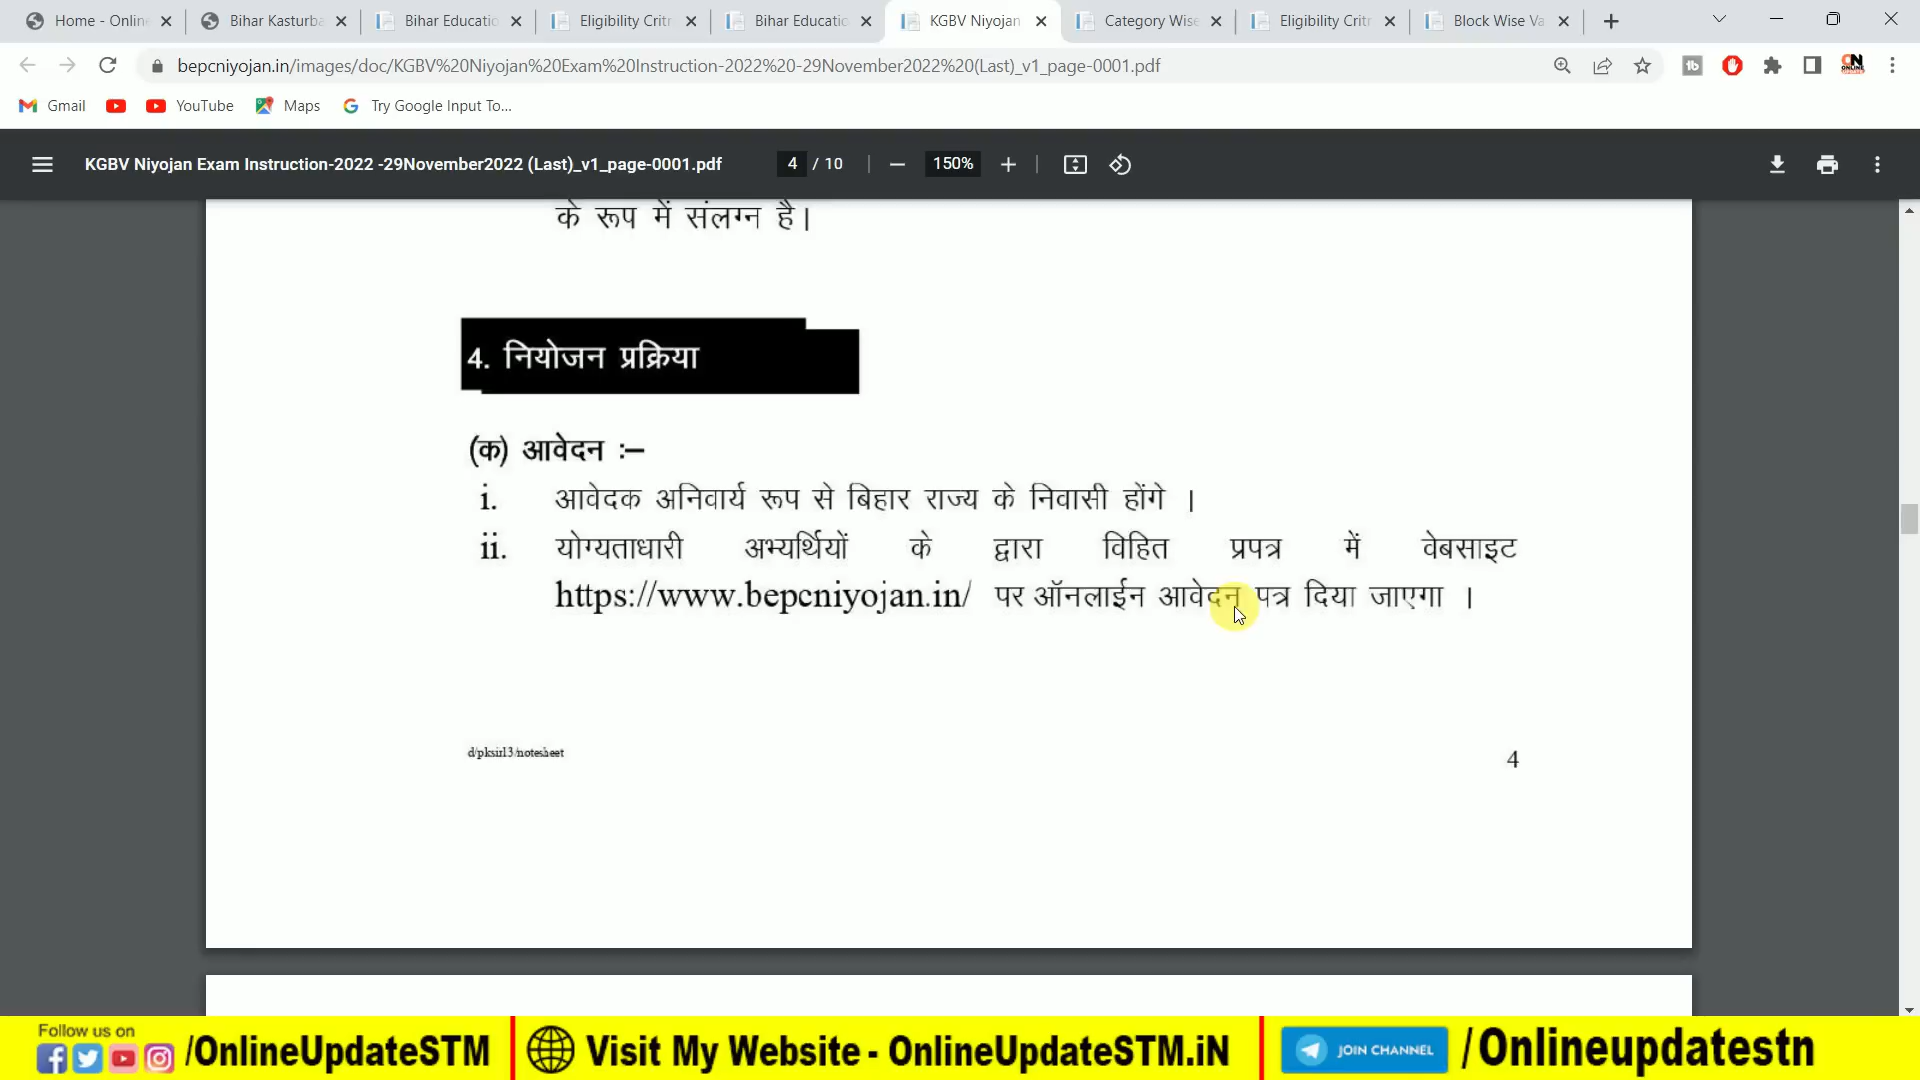 Home - Onlin
Bihar Kasturba
Bihar Educatio
Eligibility Crite
Bihar Educatio
KGBV Niyojan
Category Wise
Eligibility Crite
Block Wise Va
bepcniyojan.in/images/doc/KGBV%20Niyojan%20Exam%20Instruction-2022%20-29November2022%20(Last)_v1_page-0001.pdf
Gmail
YouTube
Maps
Try Google Input To...
KGBV Niyojan Exam Instruction-2022 -29November2022 (Last)_v1_page-0001.pdf
4 / 10
150%
के रूप में संलग्न है।
4. नियोजन प्रक्रिया
(क) आवेदन :–
i. आवेदक अनिवार्य रूप से बिहार राज्य के निवासी होंगे ।
ii. योग्यताधारी अभ्यर्थियों के द्वारा विहित प्रपत्र में वेबसाइट
https://www.bepcniyojan.in/ पर ऑनलाईन आवेदन पत्र दिया जाएगा ।
d/pksir13/notesheet
4
Follow us on
/OnlineUpdateSTM
Visit My Website - OnlineUpdateSTM.iN
JOIN CHANNEL
/Onlineupdatestn